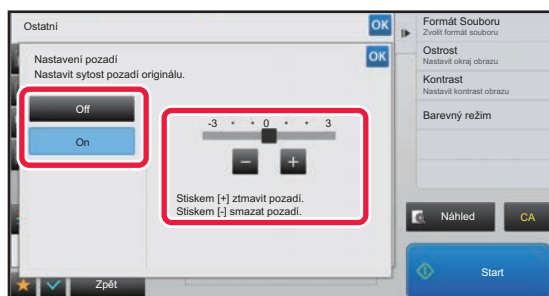 Ostatní
OK
Nastavení pozadí
OK
Nastavit sytost pozadí originálu.
Off
On
-3 • • 0 • • 3
− +
Stiskem [+] ztmavit pozadí.
Stiskem [-] smazat pozadí.
Zpět
Formát Souboru
Zvolit formát souboru
Ostrost
Nastavit okraj obrazu
Kontrast
Nastavit kontrast obrazu
Barevný režim
Náhled
CA
Start